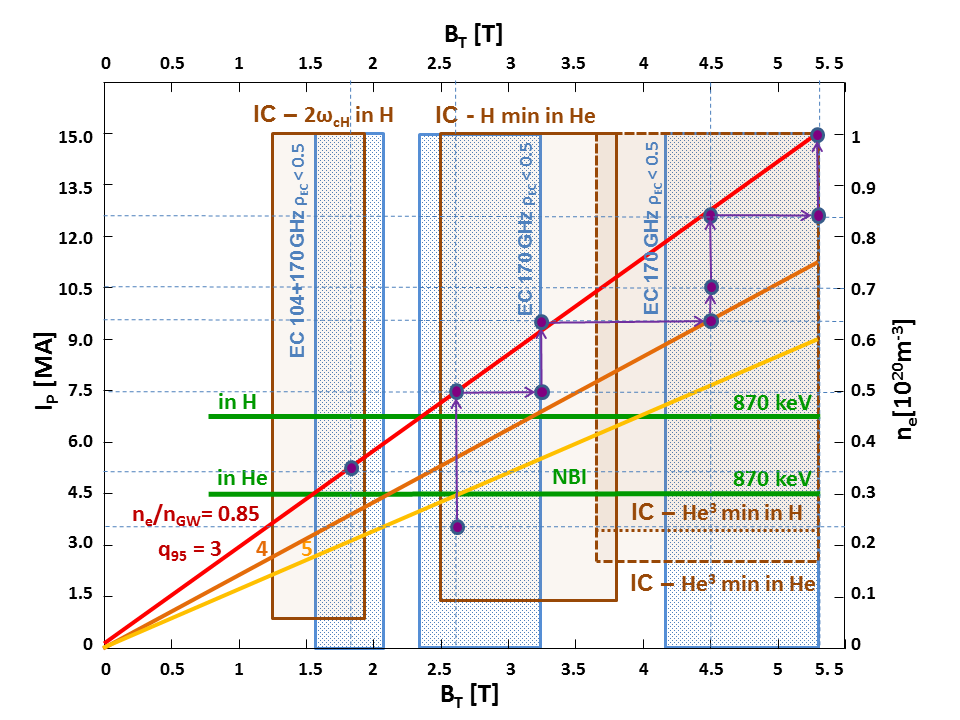 B_T [T]
0 0.5 1 1.5 2 2.5 3 3.5 4 4.5 5. 5
IC – 2ω_cH in H
IC - H min in He
15.0
13.5
12.0
10.5
9.0
7.5
6.0
4.5
3.0
1.5
0
I_P [MA]
EC 104+170 GHz ρ_EC < 0.5
EC 170 GHz ρ_EC < 0.5
EC 170 GHz ρ_EC < 0.5
in H
870 keV
in He
NBI
870 keV
n_e/n_GW= 0.85
q_95 = 3 4 5
IC – He³ min in H
IC – He³ min in He
1
0.9
0.8
0.7
0.6
0.5
0.4
0.3
0.2
0.1
0
n_e[10²⁰m⁻³]
0 0.5 1 1.5 2 2.5 3 3.5 4 4.5 5. 5
B_T [T]